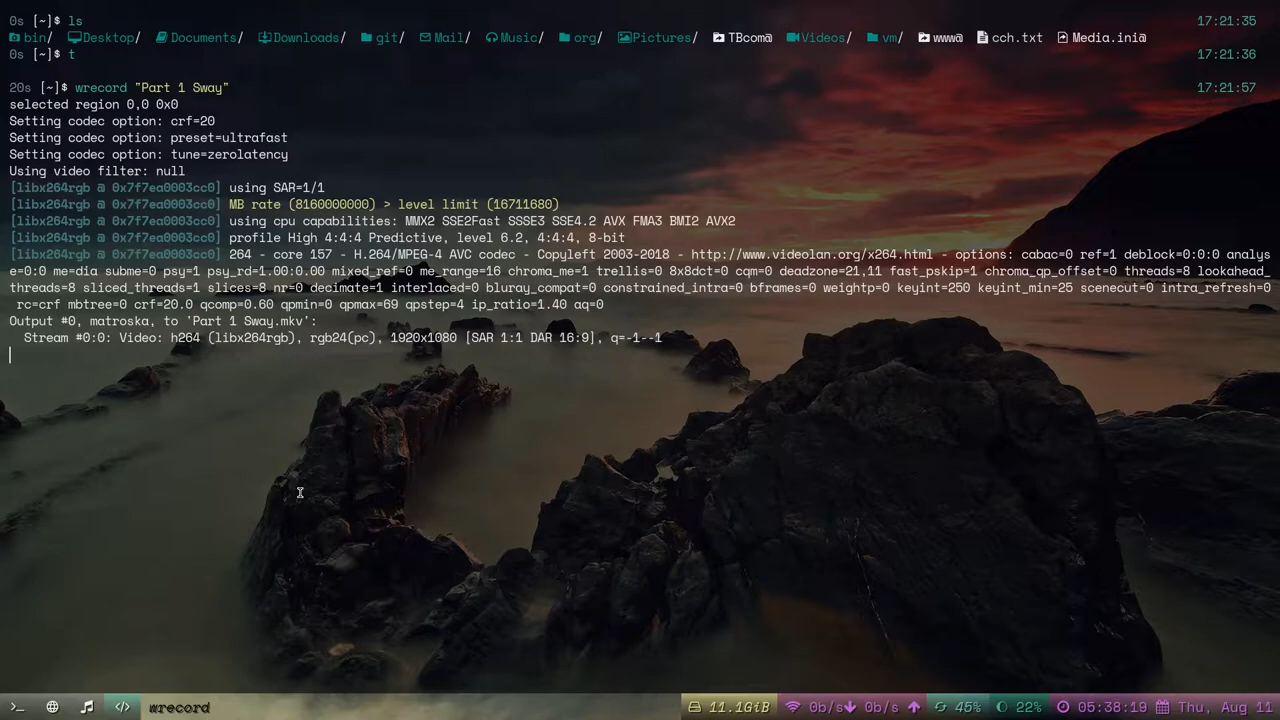 0s [~]$ ls 17:21:35
bin/ Desktop/ Documents/ Downloads/ git/ Mail/ Music/ org/ Pictures/ TBcom@ Videos/ vm/ www@ cch.txt Media.ini@
0s [~]$ t 17:21:36
20s [~]$ wrecord "Part 1 Sway" 17:21:57
selected region 0,0 0x0
Setting codec option: crf=20
Setting codec option: preset=ultrafast
Setting codec option: tune=zerolatency
Using video filter: null
[libx264rgb @ 0x7f7ea0003cc0] using SAR=1/1
[libx264rgb @ 0x7f7ea0003cc0] MB rate (8160000000) > level limit (16711680)
[libx264rgb @ 0x7f7ea0003cc0] using cpu capabilities: MMX2 SSE2Fast SSSE3 SSE4.2 AVX FMA3 BMI2 AVX2
[libx264rgb @ 0x7f7ea0003cc0] profile High 4:4:4 Predictive, level 6.2, 4:4:4, 8-bit
[libx264rgb @ 0x7f7ea0003cc0] 264 - core 157 - H.264/MPEG-4 AVC codec - Copyleft 2003-2018 - http://www.videolan.org/x264.html - options: cabac=0 ref=1 deblock=0:0:0 analys
e=0:0 me=dia subme=0 psy=1 psy_rd=1.00:0.00 mixed_ref=0 me_range=16 chroma_me=1 trellis=0 8x8dct=0 cqm=0 deadzone=21,11 fast_pskip=1 chroma_qp_offset=0 threads=8 lookahead_
threads=8 sliced_threads=1 slices=8 nr=0 decimate=1 interlaced=0 bluray_compat=0 constrained_intra=0 bframes=0 weightp=0 keyint=250 keyint_min=25 scenecut=0 intra_refresh=0
rc=crf mbtree=0 crf=20.0 qcomp=0.60 qpmin=0 qpmax=69 qpstep=4 ip_ratio=1.40 aq=0
Output #0, matroska, to 'Part 1 Sway.mkv':
Stream #0:0: Video: h264 (libx264rgb), rgb24(pc), 1920x1080 [SAR 1:1 DAR 16:9], q=-1--1
wrecord 11.1GiB 0b/s 0b/s 45% 22% 05:38:19 Thu, Aug 11